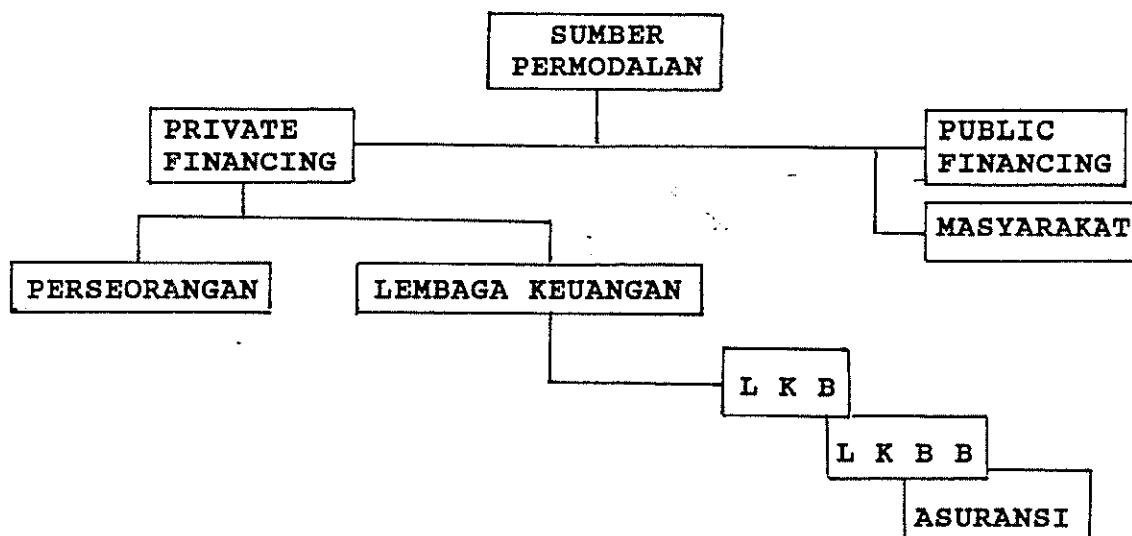 SUMBER
PERMODALAN
PRIVATE
FINANCING
PUBLIC
FINANCING
MASYARAKAT
PERSEORANGAN
LEMBAGA KEUANGAN
L K B
L K B B
ASURANSI